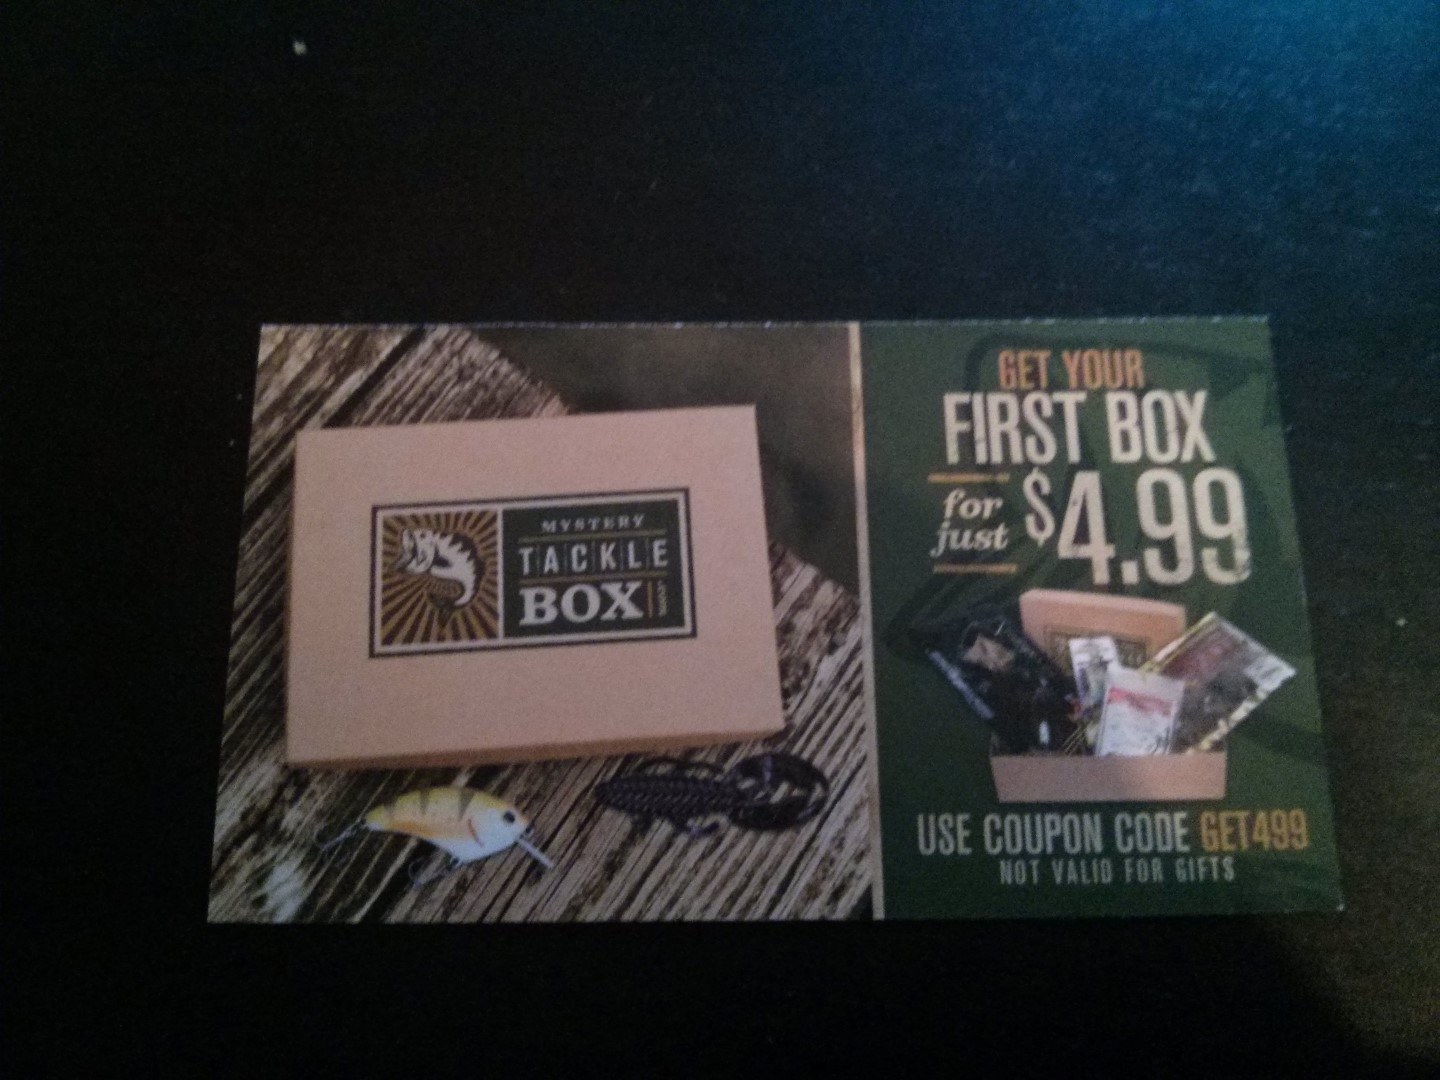 MYSTERY
TACKLE
BOX
GET YOUR
FIRST BOX
for just $4.99
USE COUPON CODE GET499
NOT VALID FOR GIFTS